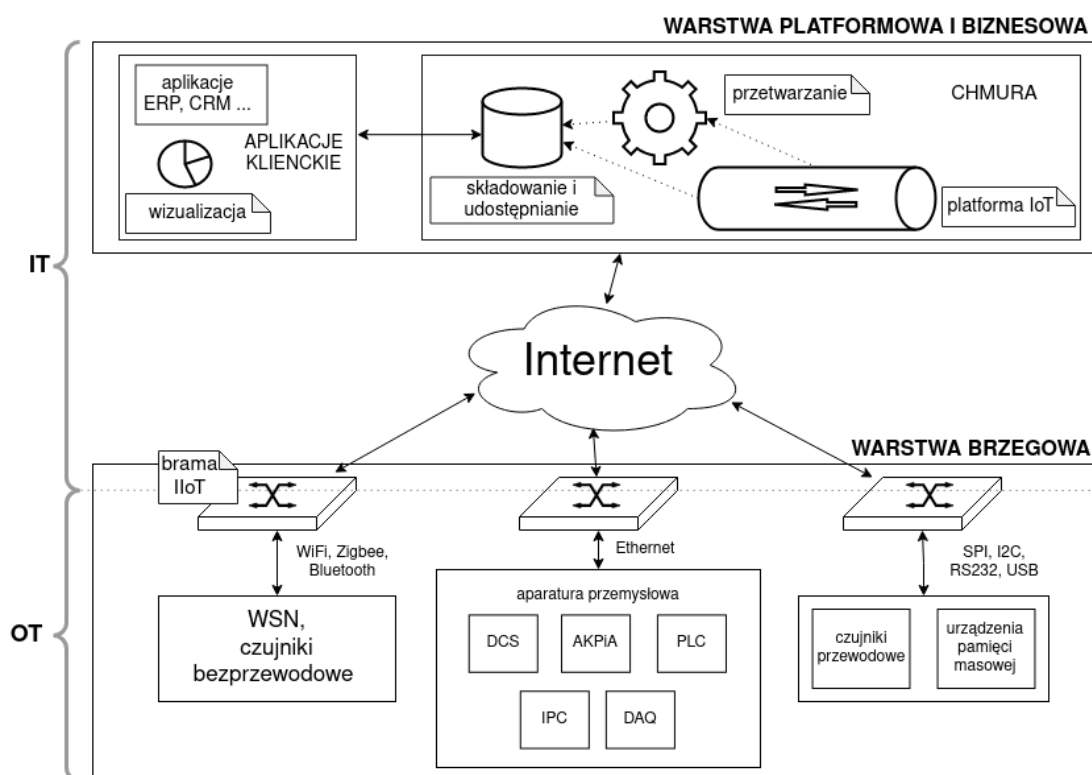 WARSTWA PLATFORMOWA I BIZNESOWA
aplikacje
ERP, CRM ...
APLIKACJE
KLIENCKIE
wizualizacja
składowanie i
udostępnianie
przetwarzanie
CHMURA
platforma IoT
IT
Internet
WARSTWA BRZEGOWA
brama
IIoT
WiFi, Zigbee,
Bluetooth
Ethernet
SPI, I2C,
RS232, USB
OT
WSN,
czujniki
bezprzewodowe
aparatura przemysłowa
DCS
AKPiA
PLC
IPC
DAQ
czujniki
przewodowe
urządzenia
pamięci
masowej